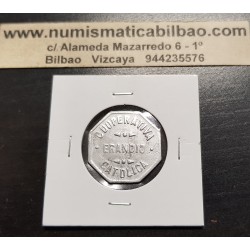 www.numismaticabilbao.com
c/ Alameda Mazarredo 6 - 1º
Bilbao Vizcaya 944235576
COOPERATIVA
ERANDIO
CATOLICA